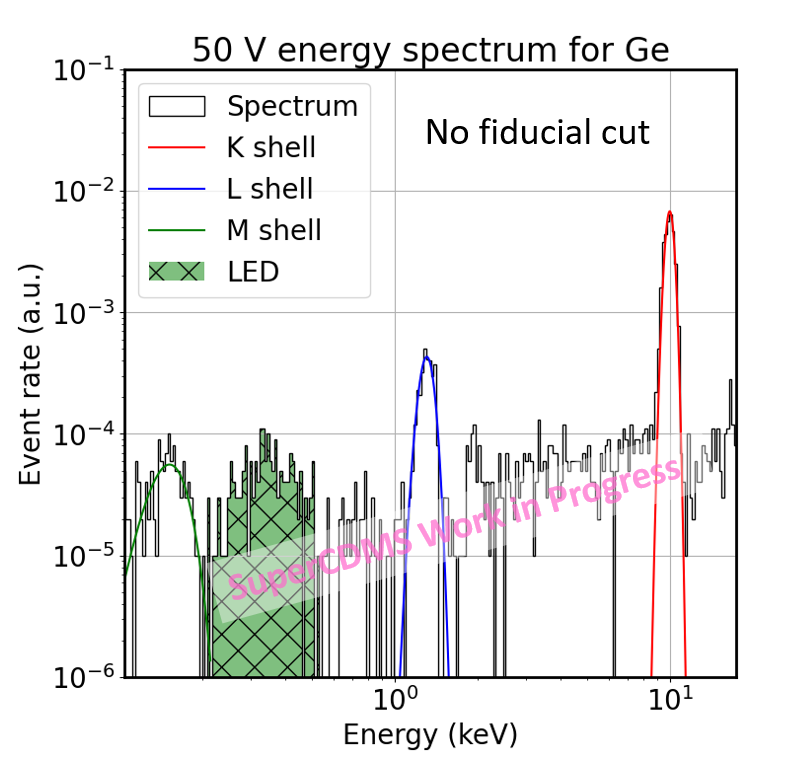 50 V energy spectrum for Ge
10⁻¹
10⁻²
10⁻³
10⁻⁴
10⁻⁵
10⁻⁶
Event rate (a.u.)
Spectrum
K shell
L shell
M shell
LED
No fiducial cut
SuperCDMS Work in Progress
10⁰
10¹
Energy (keV)